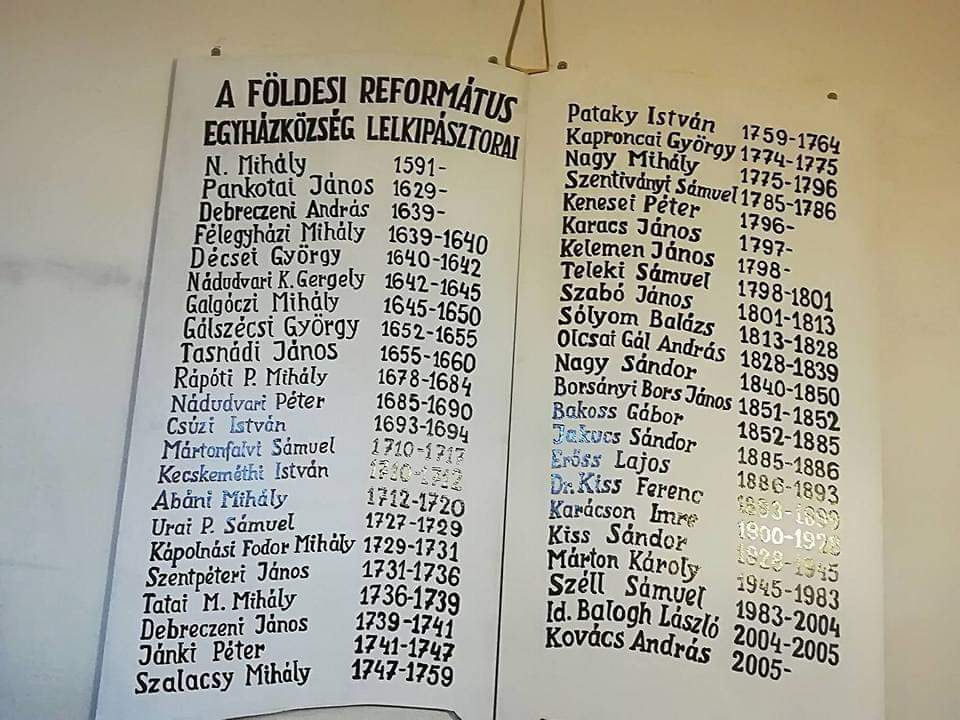 A FÖLDESI REFORMÁTUS
EGYHÁZKÖZSÉG LELKIPÁSZTORAI
N. Mihály 1591-
Pankotai János 1629-
Debreczeni András 1639-
Félegyházi Mihály 1639-1640
Décsei György 1640-1642
Nádudvari K. Gergely 1642-1645
Galgóczi Mihály 1645-1650
Gálszécsi György 1652-1655
Tasnádi János 1655-1660
Rápóti P. Mihály 1678-1684
Nádudvari Péter 1685-1690
Csúzi István 1693-1694
Mártonfalvi Sámuel 1710-1717
Kecskeméthi István 1710-1712
Abáni Mihály 1712-1720
Urai P. Sámuel 1727-1729
Kápolnási Fodor Mihály 1729-1731
Szentpéteri János 1731-1736
Tatai M. Mihály 1736-1739
Debreczeni János 1739-1741
Jánki Péter 1741-1747
Szalacsy Mihály 1747-1759
Pataky István 1759-1764
Kaproncai György 1774-1775
Nagy Mihály 1775-1796
Szentiványi Sámuel 1785-1786
Kenesei Péter 1796-
Karacs János 1797-
Kelemen János 1798-
Teleki Sámuel 1798-1801
Szabó János 1801-1813
Sólyom Balázs 1813-1828
Olcsai Gál András 1828-1839
Nagy Sándor 1840-1850
Borsányi Bors János 1851-1852
Bakoss Gábor 1852-1885
Jakucs Sándor 1885-1886
Erőss Lajos 1886-1893
Dr. Kiss Ferenc 1893-1899
Karácson Imre 1900-1928
Kiss Sándor 1928-1945
Márton Károly 1945-1983
Széll Sámuel 1983-2004
Id. Balogh László 2004-2005
Kovács András 2005-